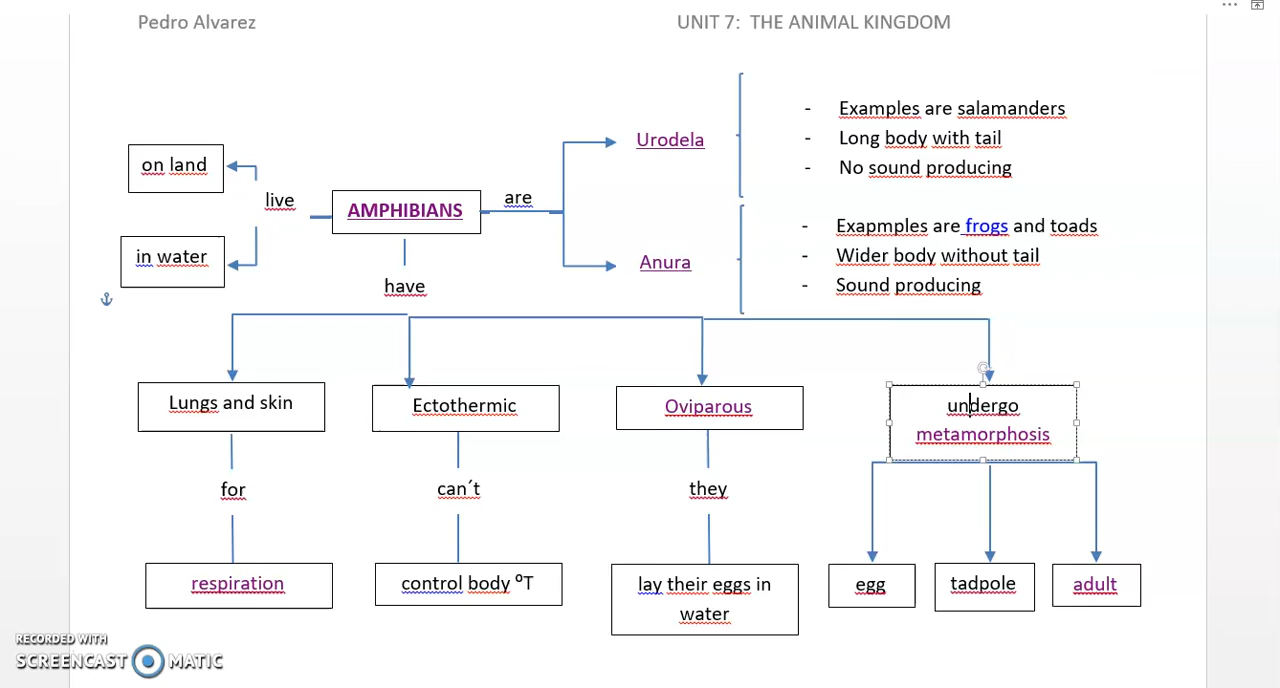 Pedro Alvarez
UNIT 7: THE ANIMAL KINGDOM
- Examples are salamanders
- Long body with tail
- No sound producing
Urodela
on land
live
AMPHIBIANS
are
in water
have
Anura
- Exapmples are frogs and toads
- Wider body without tail
- Sound producing
Lungs and skin
Ectothermic
Oviparous
undergo
metamorphosis
for
can´t
they
respiration
control body ºT
lay their eggs in
water
egg
tadpole
adult
RECORDED WITH
SCREENCAST MATIC